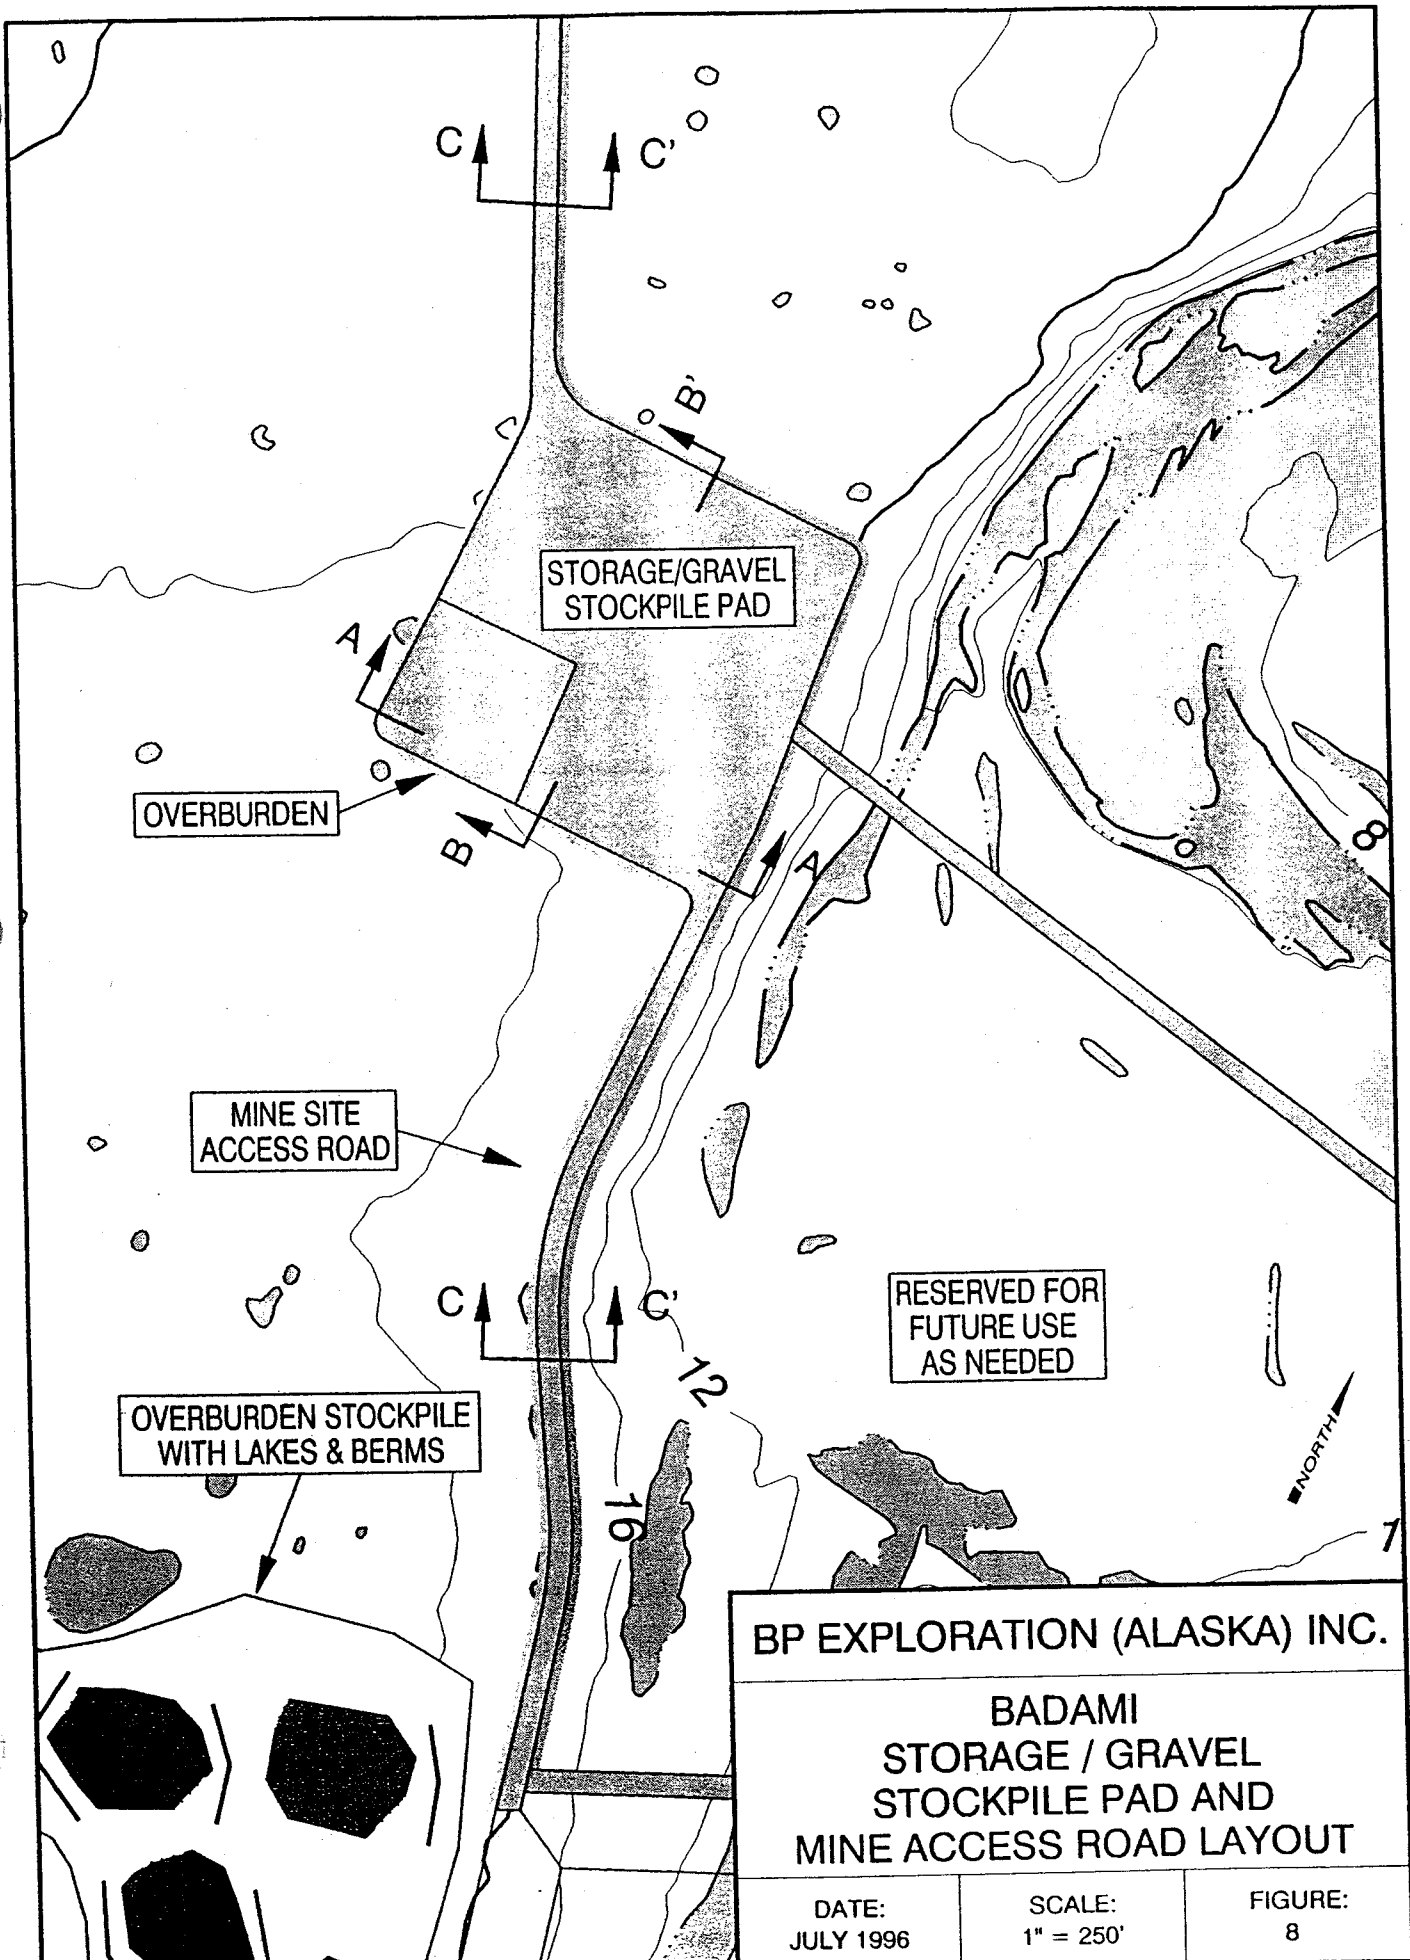 C
C'
B'
STORAGE/GRAVEL
STOCKPILE PAD
A
OVERBURDEN
B
A
8
MINE SITE
ACCESS ROAD
C
C'
RESERVED FOR
FUTURE USE
AS NEEDED
12
OVERBURDEN STOCKPILE
WITH LAKES & BERMS
NORTH
16
1
BP EXPLORATION (ALASKA) INC.
BADAMI
STORAGE / GRAVEL
STOCKPILE PAD AND
MINE ACCESS ROAD LAYOUT
DATE:
JULY 1996
SCALE:
1" = 250'
FIGURE:
8